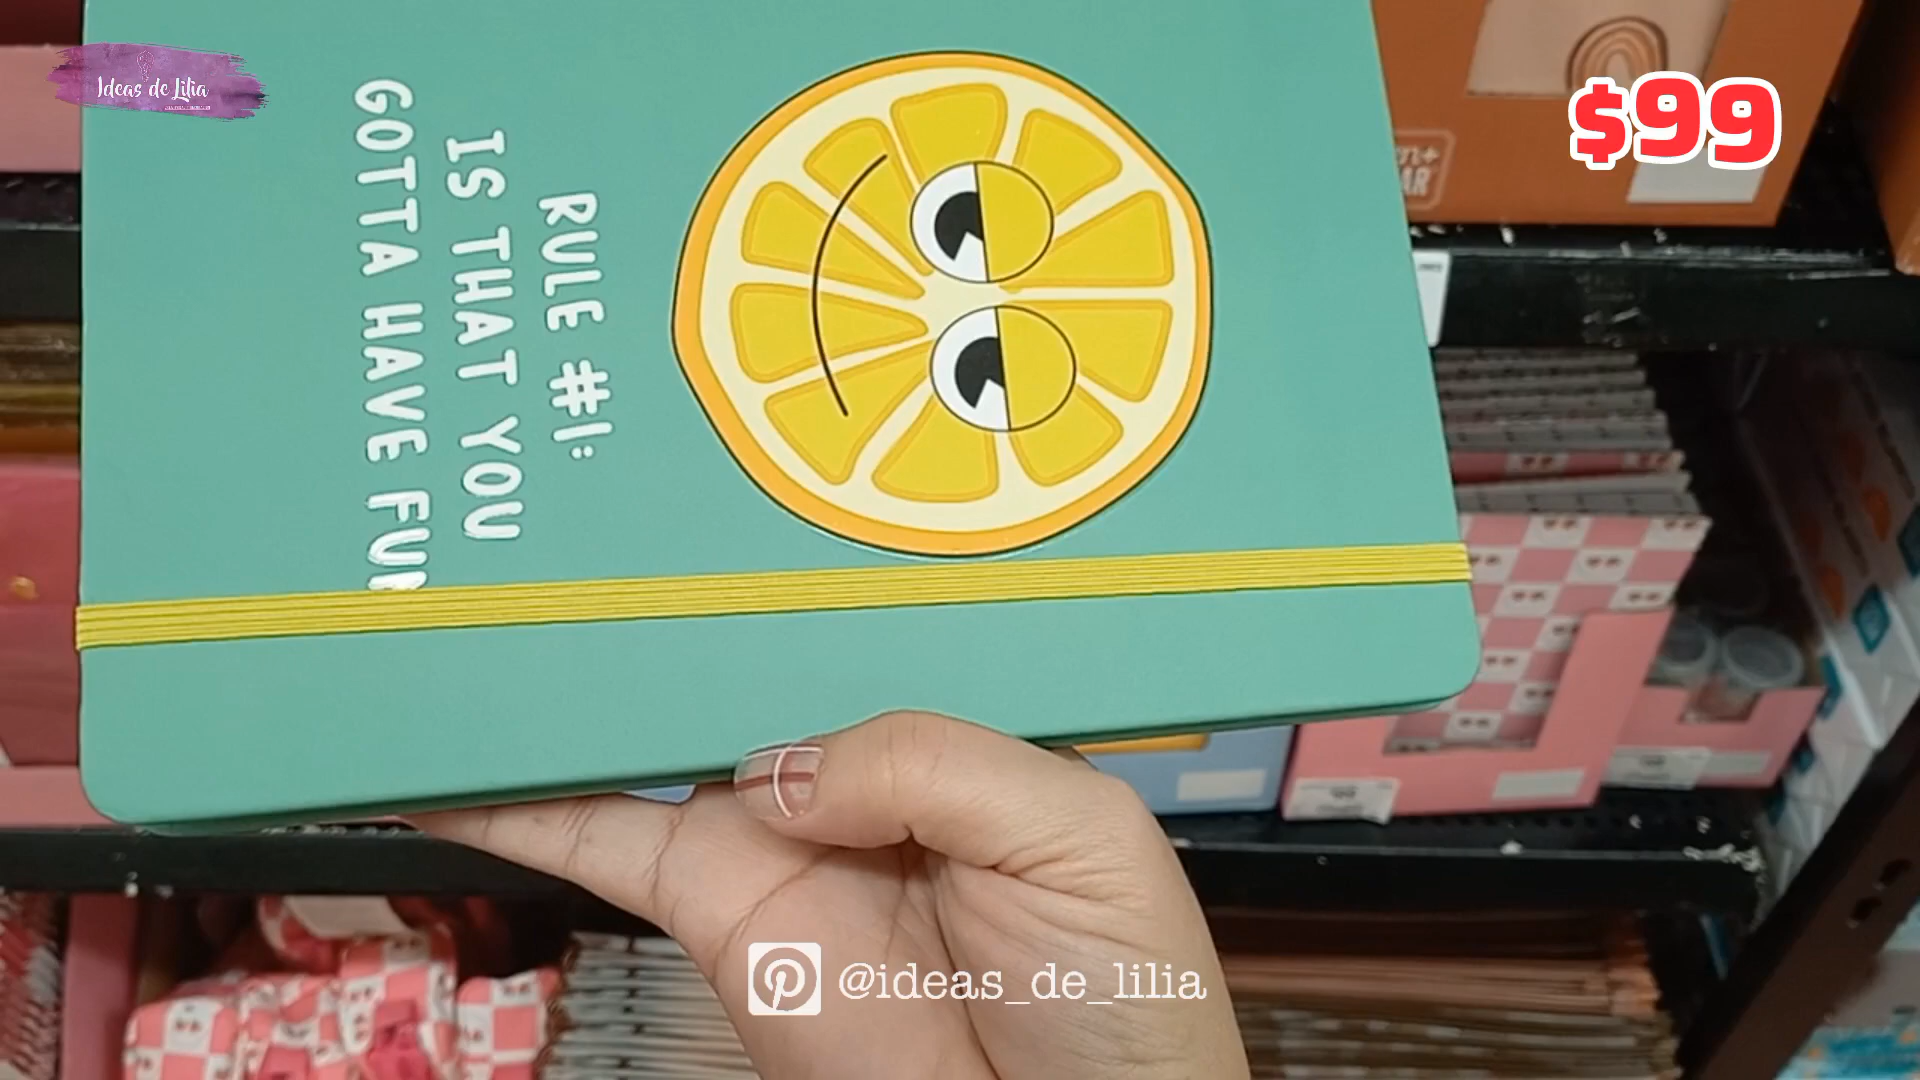 Ideas de Lilia
$99
RULE #1:
IS THAT YOU
GOTTA HAVE FUN
@ideas_de_lilia